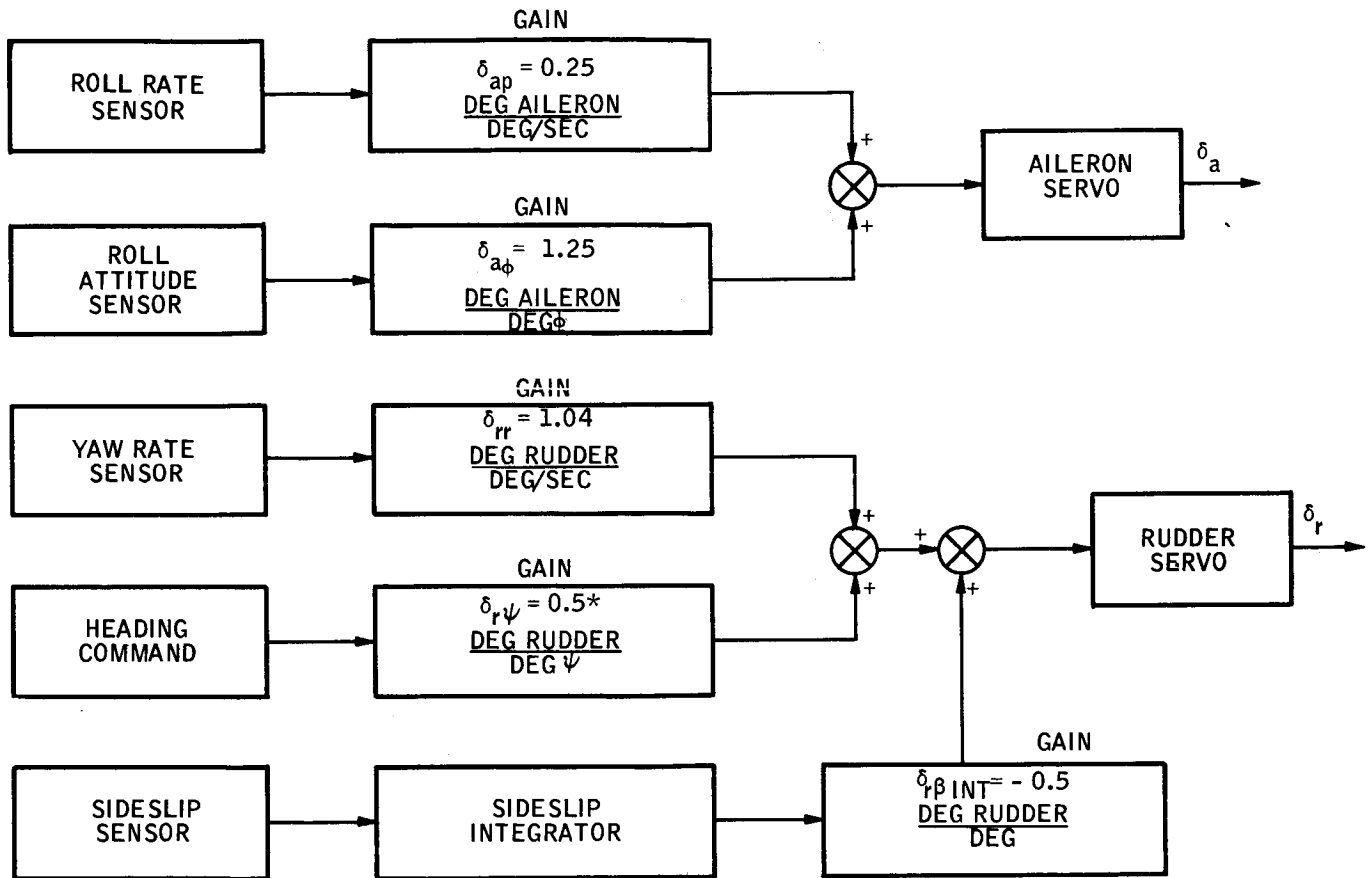 GAIN
ROLL RATE
SENSOR
δap = 0.25
DEG AILERON
DEG/SEC
+
AILERON
SERVO
δa
GAIN
ROLL
ATTITUDE
SENSOR
δaϕ = 1.25
DEG AILERON
DEGϕ
+
GAIN
YAW RATE
SENSOR
δrr = 1.04
DEG RUDDER
DEG/SEC
+
+
RUDDER
SERVO
δr
GAIN
HEADING
COMMAND
δrψ = 0.5*
DEG RUDDER
DEG ψ
+
+
GAIN
SIDESLIP
SENSOR
SIDESLIP
INTEGRATOR
δrβ INT = - 0.5
DEG RUDDER
DEG